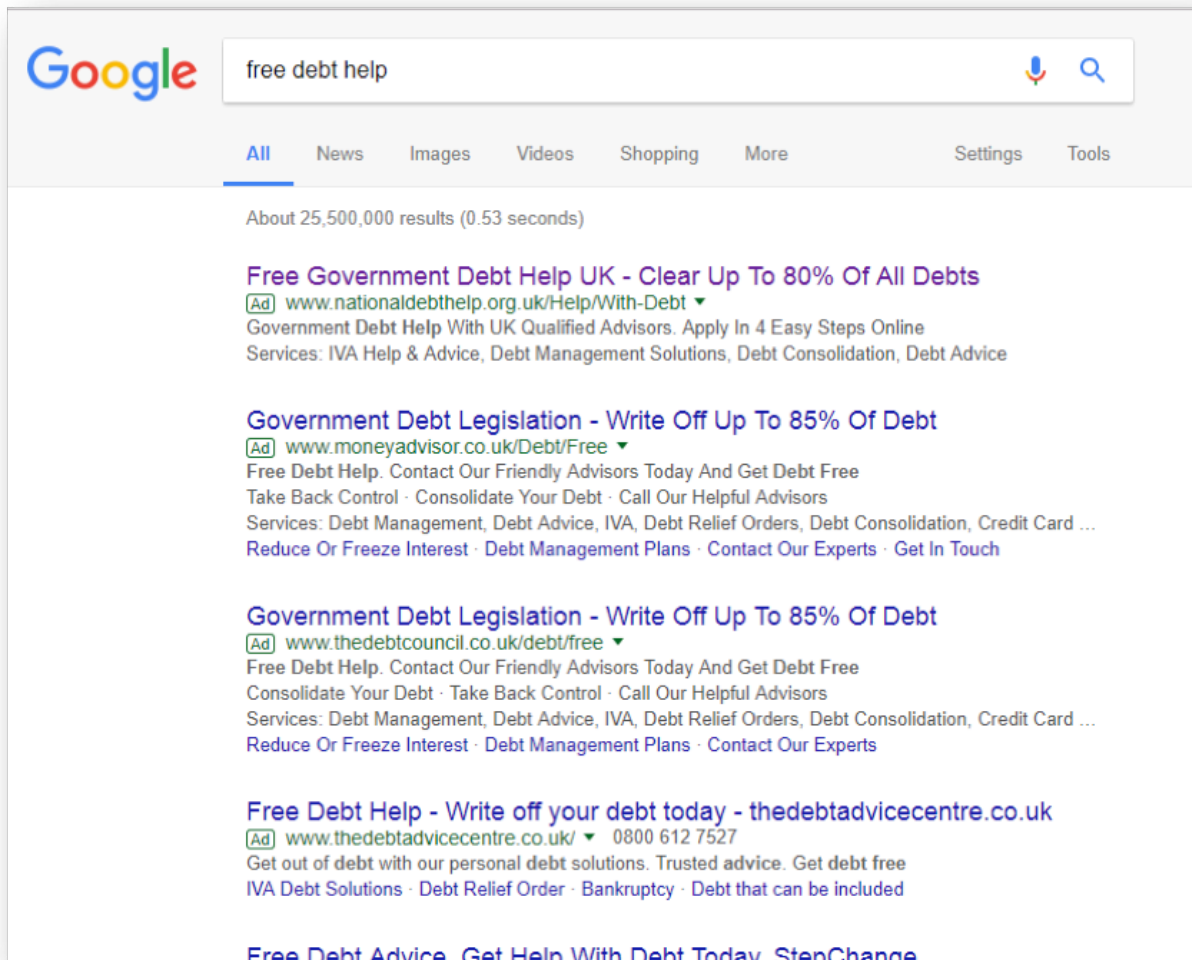 Google
free debt help
All News Images Videos Shopping More Settings Tools
About 25,500,000 results (0.53 seconds)
Free Government Debt Help UK - Clear Up To 80% Of All Debts
Ad www.nationaldebthelp.org.uk/Help/With-Debt
Government Debt Help With UK Qualified Advisors. Apply In 4 Easy Steps Online
Services: IVA Help & Advice, Debt Management Solutions, Debt Consolidation, Debt Advice
Government Debt Legislation - Write Off Up To 85% Of Debt
Ad www.moneyadvisor.co.uk/Debt/Free
Free Debt Help. Contact Our Friendly Advisors Today And Get Debt Free
Take Back Control · Consolidate Your Debt · Call Our Helpful Advisors
Services: Debt Management, Debt Advice, IVA, Debt Relief Orders, Debt Consolidation, Credit Card ...
Reduce Or Freeze Interest · Debt Management Plans · Contact Our Experts · Get In Touch
Government Debt Legislation - Write Off Up To 85% Of Debt
Ad www.thedebtcouncil.co.uk/debt/free
Free Debt Help. Contact Our Friendly Advisors Today And Get Debt Free
Consolidate Your Debt · Take Back Control · Call Our Helpful Advisors
Services: Debt Management, Debt Advice, IVA, Debt Relief Orders, Debt Consolidation, Credit Card ...
Reduce Or Freeze Interest · Debt Management Plans · Contact Our Experts
Free Debt Help - Write off your debt today - thedebtadvicecentre.co.uk
Ad www.thedebtadvicecentre.co.uk/ 0800 612 7527
Get out of debt with our personal debt solutions. Trusted advice. Get debt free
IVA Debt Solutions · Debt Relief Order · Bankruptcy · Debt that can be included
Free Debt Advice, Get Help With Debt Today, StepChange